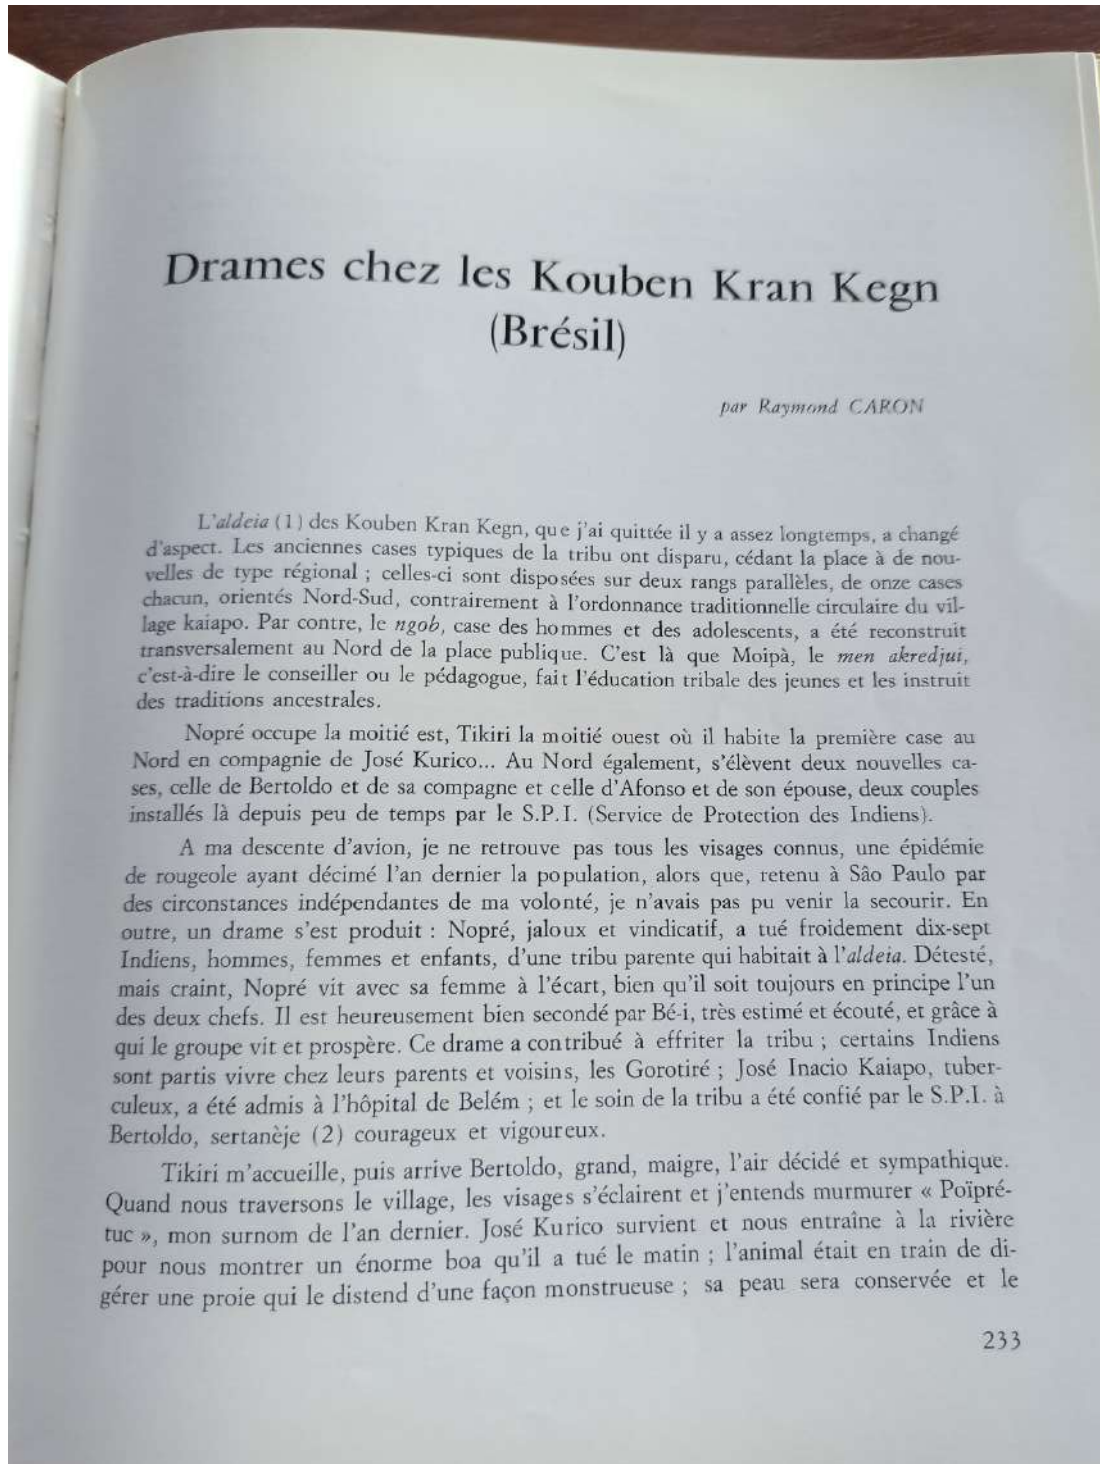 Drames chez les Kouben Kran Kegn
(Brésil)
par Raymond CARON
L'aldeia (1) des Kouben Kran Kegn, que j'ai quittée il y a assez longtemps, a changé
d'aspect. Les anciennes cases typiques de la tribu ont disparu, cédant la place à de nou-
velles de type régional ; celles-ci sont disposées sur deux rangs parallèles, de onze cases
chacun, orientés Nord-Sud, contrairement à l'ordonnance traditionnelle circulaire du vil-
lage kaiapo. Par contre, le ngob, case des hommes et des adolescents, a été reconstruit
transversalement au Nord de la place publique. C'est là que Moipà, le men akredjui,
c'est-à-dire le conseiller ou le pédagogue, fait l'éducation tribale des jeunes et les instruit
des traditions ancestrales.
Nopré occupe la moitié est, Tikiri la moitié ouest où il habite la première case au
Nord en compagnie de José Kurico... Au Nord également, s'élèvent deux nouvelles ca-
ses, celle de Bertoldo et de sa compagne et celle d'Afonso et de son épouse, deux couples
installés là depuis peu de temps par le S.P.I. (Service de Protection des Indiens).
A ma descente d'avion, je ne retrouve pas tous les visages connus, une épidémie
de rougeole ayant décimé l'an dernier la population, alors que, retenu à Sâo Paulo par
des circonstances indépendantes de ma volonté, je n'avais pas pu venir la secourir. En
outre, un drame s'est produit : Nopré, jaloux et vindicatif, a tué froidement dix-sept
Indiens, hommes, femmes et enfants, d'une tribu parente qui habitait à l'aldeia. Détesté,
mais craint, Nopré vit avec sa femme à l'écart, bien qu'il soit toujours en principe l'un
des deux chefs. Il est heureusement bien secondé par Bé-i, très estimé et écouté, et grâce à
qui le groupe vit et prospère. Ce drame a contribué à effriter la tribu ; certains Indiens
sont partis vivre chez leurs parents et voisins, les Gorotiré ; José Inacio Kaiapo, tuber-
culeux, a été admis à l'hôpital de Belém ; et le soin de la tribu a été confié par le S.P.I. à
Bertoldo, sertanèje (2) courageux et vigoureux.
Tikiri m'accueille, puis arrive Bertoldo, grand, maigre, l'air décidé et sympathique.
Quand nous traversons le village, les visages s'éclairent et j'entends murmurer « Poïpré-
tuc », mon surnom de l'an dernier. José Kurico survient et nous entraîne à la rivière
pour nous montrer un énorme boa qu'il a tué le matin ; l'animal était en train de di-
gérer une proie qui le distend d'une façon monstrueuse ; sa peau sera conservée et le
233